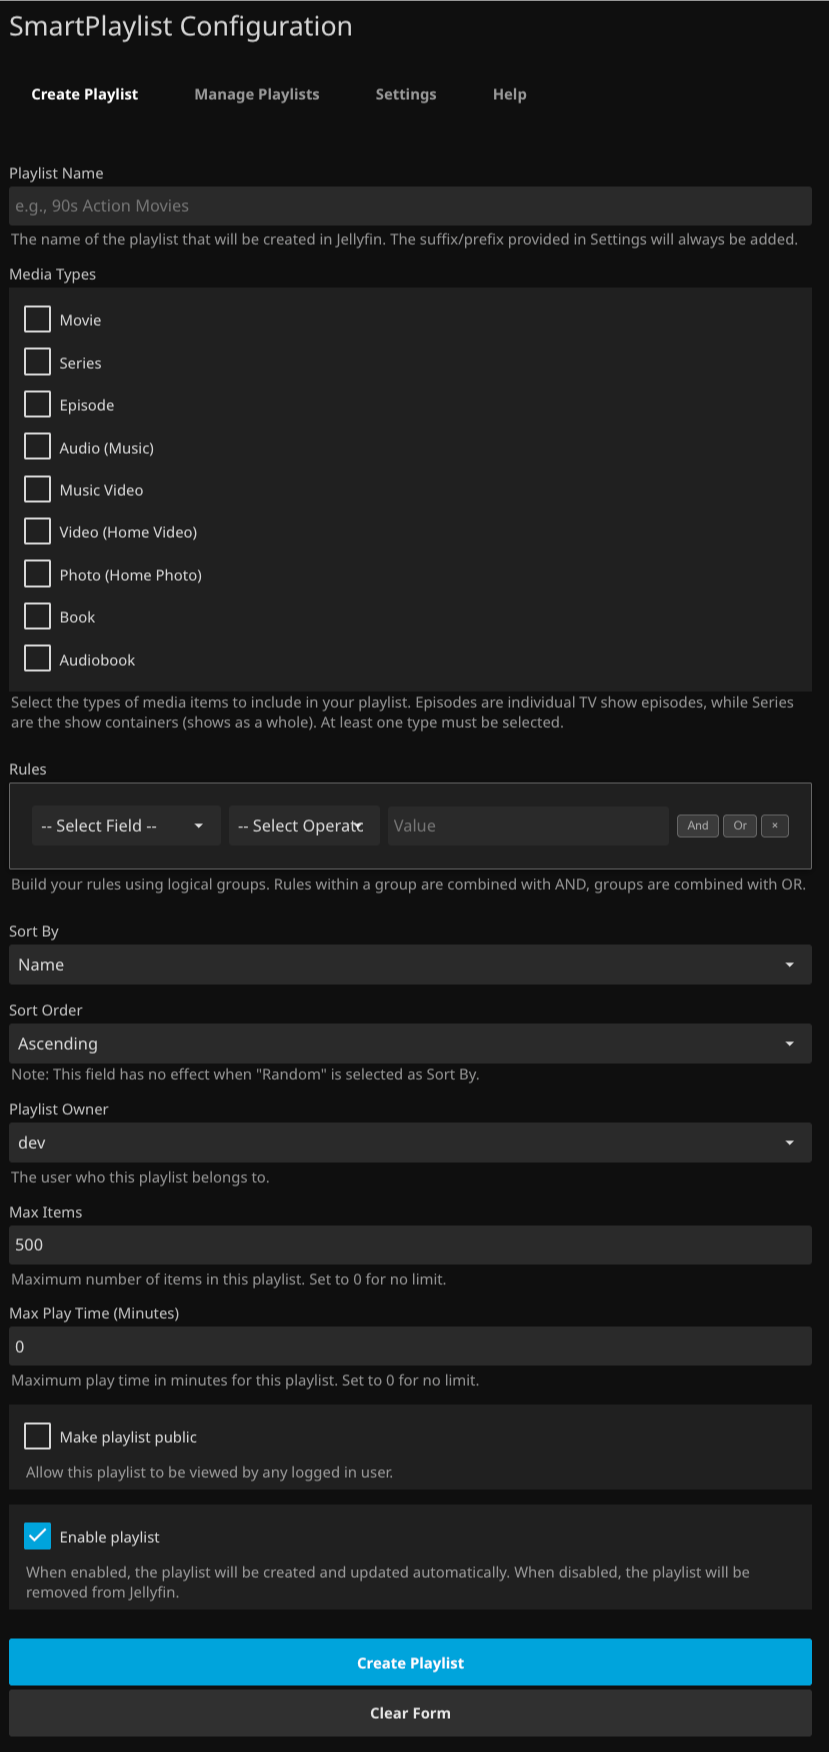 SmartPlaylist Configuration
Create Playlist Manage Playlists Settings Help
Playlist Name
e.g., 90s Action Movies
The name of the playlist that will be created in Jellyfin. The suffix/prefix provided in Settings will always be added.
Media Types
Movie
Series
Episode
Audio (Music)
Music Video
Video (Home Video)
Photo (Home Photo)
Book
Audiobook
Select the types of media items to include in your playlist. Episodes are individual TV show episodes, while Series
are the show containers (shows as a whole). At least one type must be selected.
Rules
-- Select Field -- -- Select Operatc Value And Or ×
Build your rules using logical groups. Rules within a group are combined with AND, groups are combined with OR.
Sort By
Name
Sort Order
Ascending
Note: This field has no effect when "Random" is selected as Sort By.
Playlist Owner
dev
The user who this playlist belongs to.
Max Items
500
Maximum number of items in this playlist. Set to 0 for no limit.
Max Play Time (Minutes)
0
Maximum play time in minutes for this playlist. Set to 0 for no limit.
Make playlist public
Allow this playlist to be viewed by any logged in user.
Enable playlist
When enabled, the playlist will be created and updated automatically. When disabled, the playlist will be
removed from Jellyfin.
Create Playlist
Clear Form